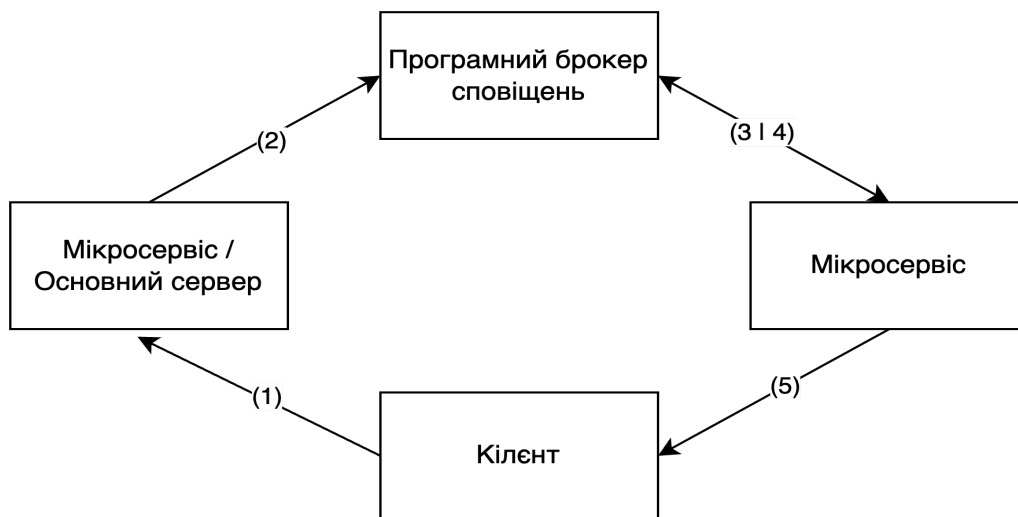 Програмний брокер
сповіщень
(2)
(3 | 4)
Мікросервіс /
Основний сервер
Мікросервіс
(1)
(5)
Кілєнт